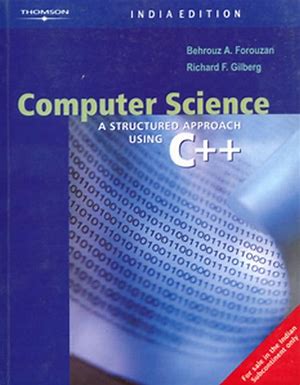 THOMSON
INDIA EDITION
Behrouz A. Forouzan
Richard F. Gilberg
Computer Science
A STRUCTURED APPROACH
USING C++
For sale in the Indian
subcontinent only